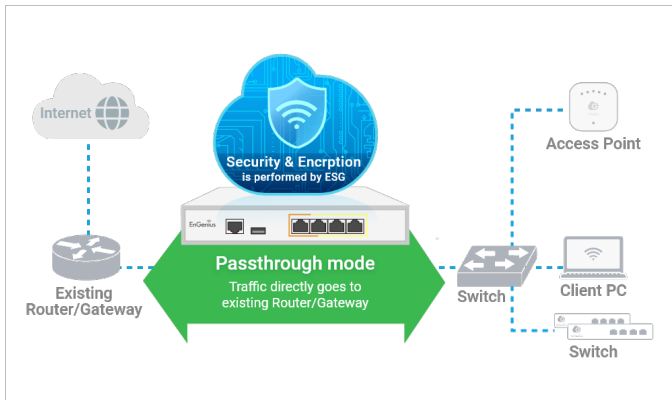 Internet
Security & Encrption
is performed by ESG
EnGenius
Passthrough mode
Traffic directly goes to
existing Router/Gateway
Existing
Router/Gateway
Switch
Access Point
Client PC
Switch